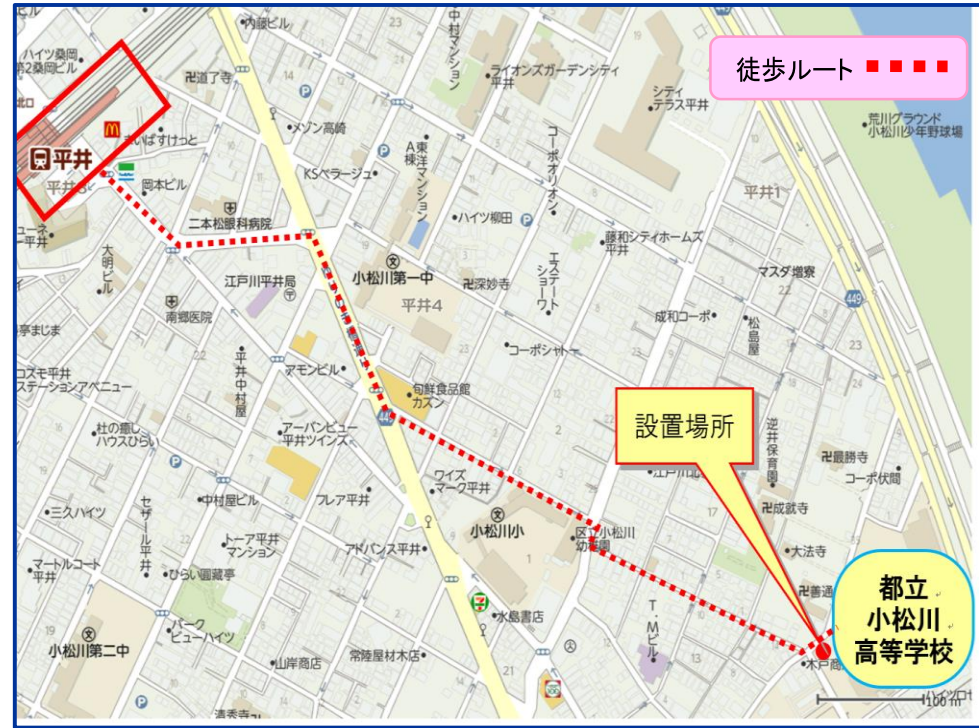 内藤ビル
23
ハイツ桑岡
第2桑岡ビル
卍道了寺
14
中村マンション
ライオンズガーデンシティ
平井
シティ
テラス平井
徒歩ルート
荒川グラウンド
小松川少年野球場
北口
まいばすけっと
メゾン高崎
平井
岡本ビル
KSベラージュ
東洋マンション
A棟
コーポオリオン
平井1
二本松眼科病院
ハイツ柳田
藤和シティホームズ
平井
大明ビル
江戸川平井局
小松川第一中
卍深妙寺
エステート
ショーワ
マスダ増寮
22
449
南郷医院
平井4
成和コーポ
松島屋
コスモ平井
ステーションアベニュー
平井中村屋
アモンビル
コーポシャトー
旬鮮食品館
カズン
設置場所
杜の癒し
ハウスひらい
アーバンビュー
平井ツインズ
逆井保育園
卍最勝寺
ワイズ
マーク平井
コーポ伏間
三久ハイツ
セザール平井
中村屋ビル
フレア平井
小松川小
区立小松川
幼稚園
卍成就寺
トーア平井
マンション
アドバンス平井
大法寺
マートルコート
平井
ひらい圓藏亭
水島書店
T・Mビル
卍善通
都立
小松川
高等学校
19
小松川第二中
パーク
ビューハイツ
山岸商店
常陸屋材木店
13
14
21
清秀寺
100m